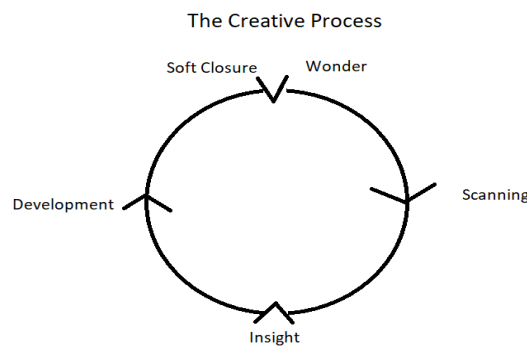 The Creative Process
Soft Closure Wonder
Development
Scanning
Insight